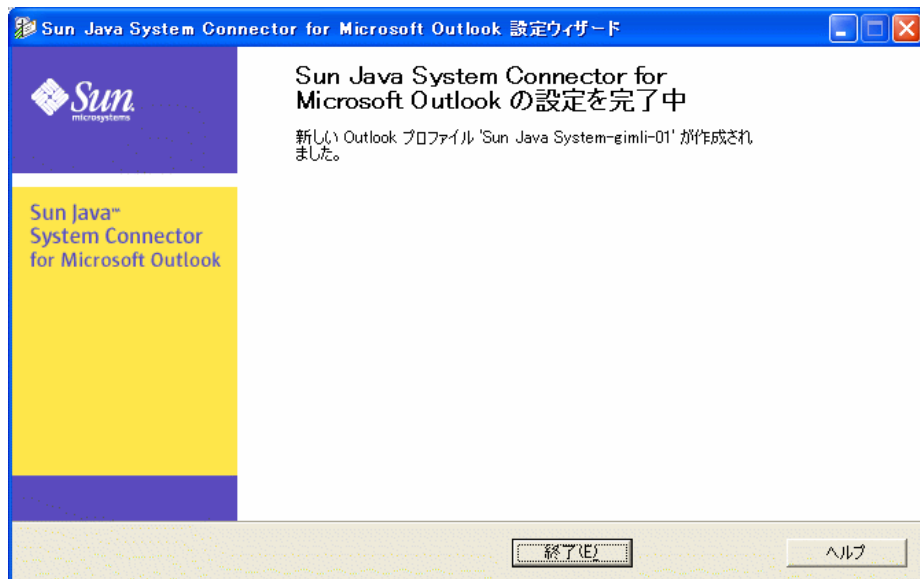 Sun Java System Connector for Microsoft Outlook 設定ウィザード
Sun
microsystems
Sun Java System Connector for
Microsoft Outlook の設定を完了中
新しい Outlook プロファイル 'Sun Java System-gimli-01' が作成され
ました。
Sun Java™
System Connector
for Microsoft Outlook
終了(E)
ヘルプ